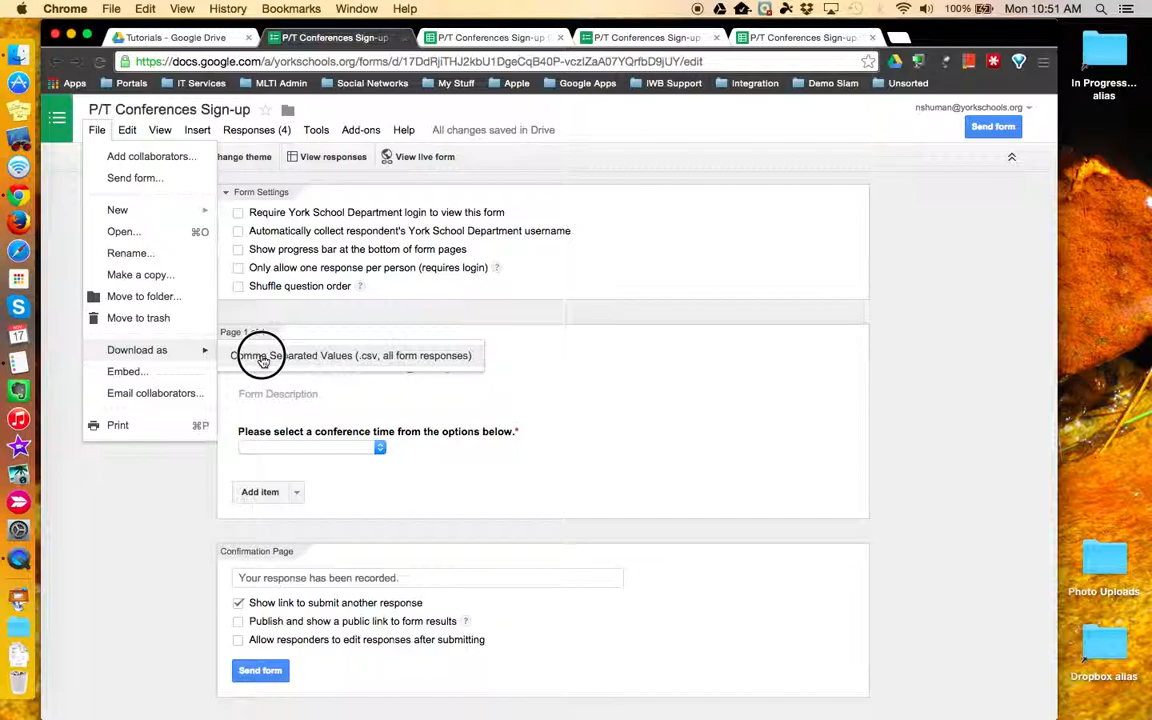 Chrome File Edit View History Bookmarks Window Help 100% Mon 10:51 AM
Tutorials - Google Drive P/T Conferences Sign-up P/T Conferences Sign-up P/T Conferences Sign-up P/T Conferences Sign-up
https://docs.google.com/a/yorkschools.org/forms/d/17DdRjiTHJ2kbU1DgeCqB40P-vczIZaA07YQrfbD9jU/edit
Apps Portals IT Services MLTI Admin Social Networks My Stuff Apple Google Apps IWB Support Integration Demo Slam Unsorted
P/T Conferences Sign-up
nshuman@yorkschools.org
File Edit View Insert Responses (4) Tools Add-ons Help All changes saved in Drive
Send form
hange theme View responses View live form
Add collaborators...
Send form...
New
Open... ⌘O
Rename...
Make a copy...
Move to folder...
Move to trash
Download as
Embed...
Email collaborators...
Print ⌘P
Form Settings
Require York School Department login to view this form
Automatically collect respondent's York School Department username
Show progress bar at the bottom of form pages
Only allow one response per person (requires login) ?
Shuffle question order ?
Page 1 of 1
Comma Separated Values (.csv, all form responses)
Form Description
Please select a conference time from the options below.*
Add item
Confirmation Page
Your response has been recorded.
Show link to submit another response
Publish and show a public link to form results ?
Allow responders to edit responses after submitting
Send form
In Progress...
alias
Photo Uploads
Dropbox alias
17